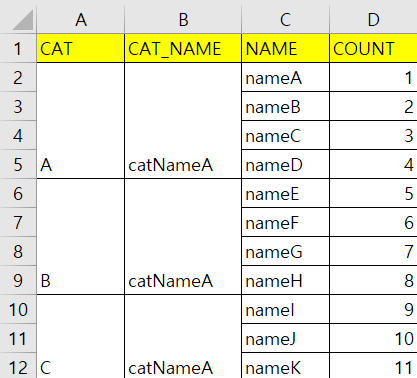 A B C D
1 CAT CAT_NAME NAME COUNT
2 nameA 1
3 nameB 2
4 nameC 3
5 A catNameA nameD 4
6 nameE 5
7 nameF 6
8 nameG 7
9 B catNameA nameH 8
10 nameI 9
11 nameJ 10
12 C catNameA nameK 11